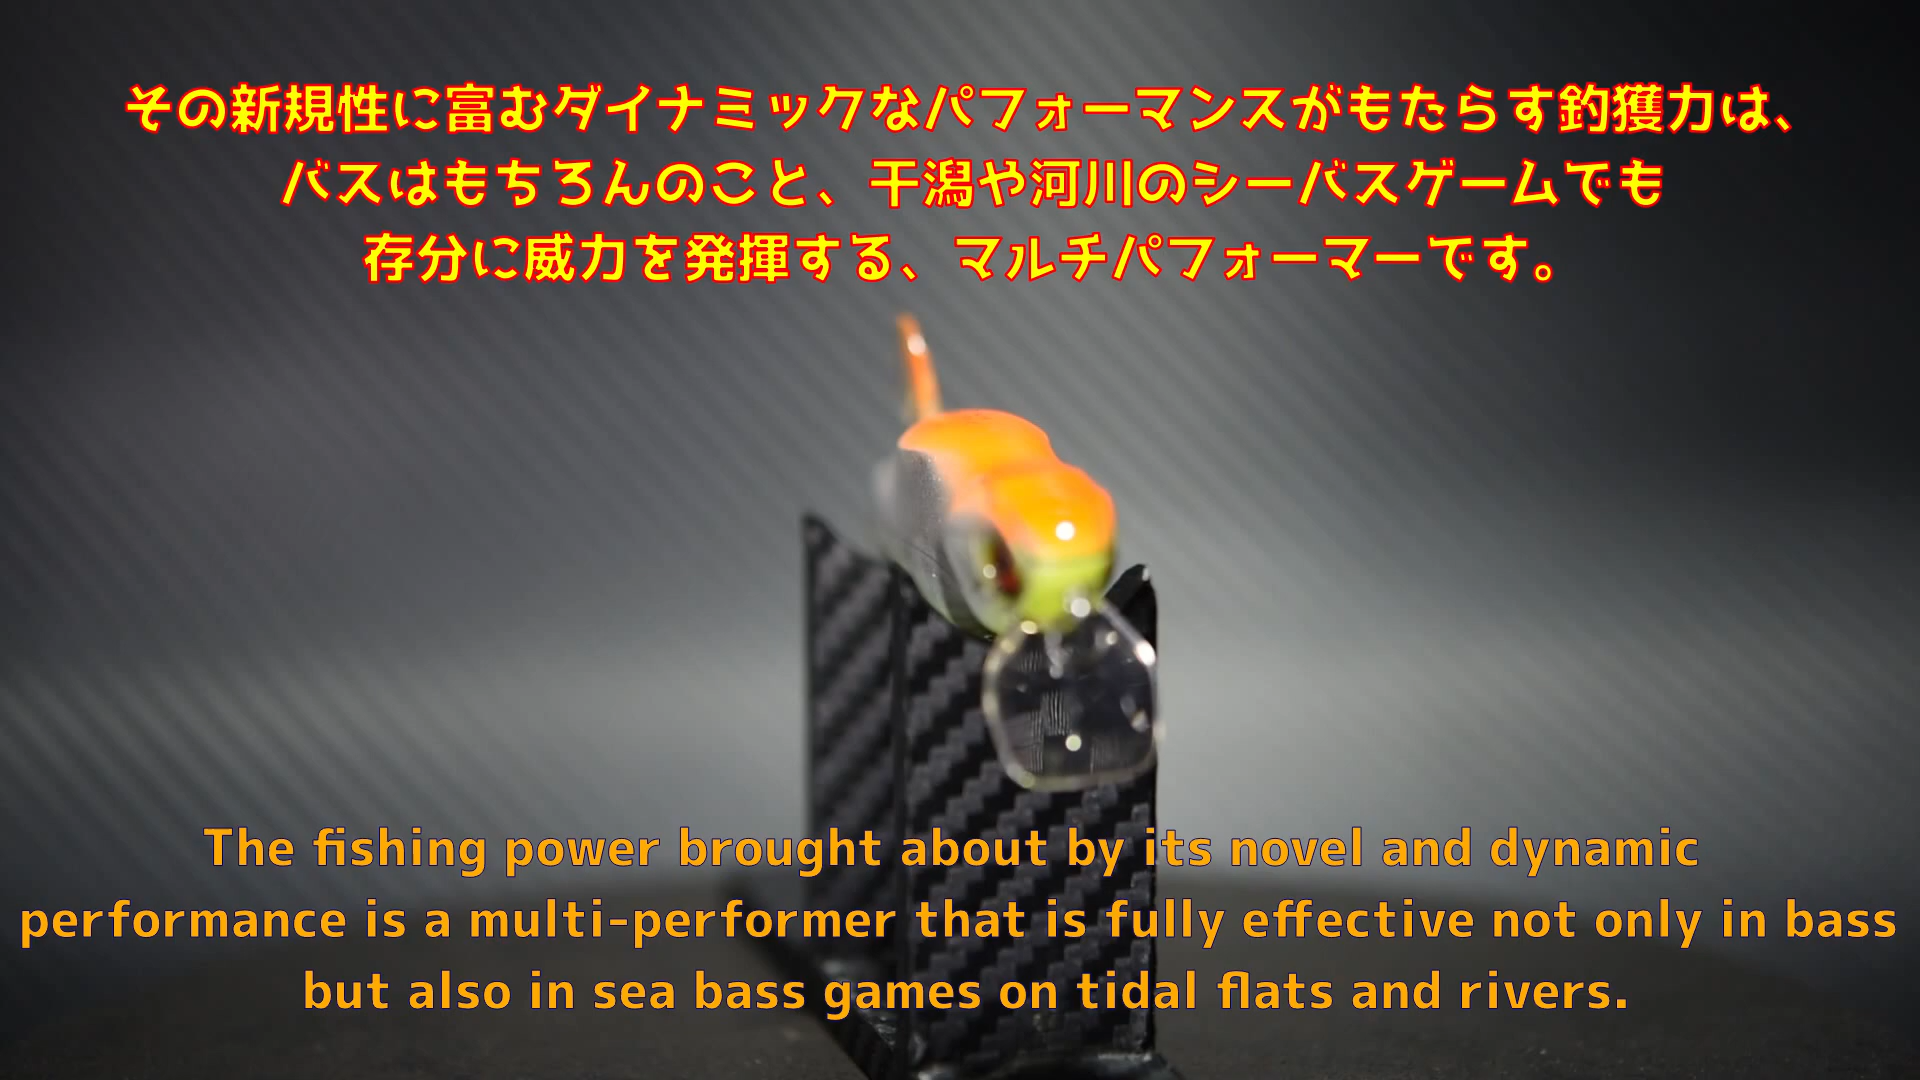 その新規性に富むダイナミックなパフォーマンスがもたらす釣獲力は、
バスはもちろんのこと、干潟や河川のシーバスゲームでも
存分に威力を発揮する、マルチパフォーマーです。
The fishing power brought about by its novel and dynamic
performance is a multi-performer that is fully effective not only in bass
but also in sea bass games on tidal flats and rivers.